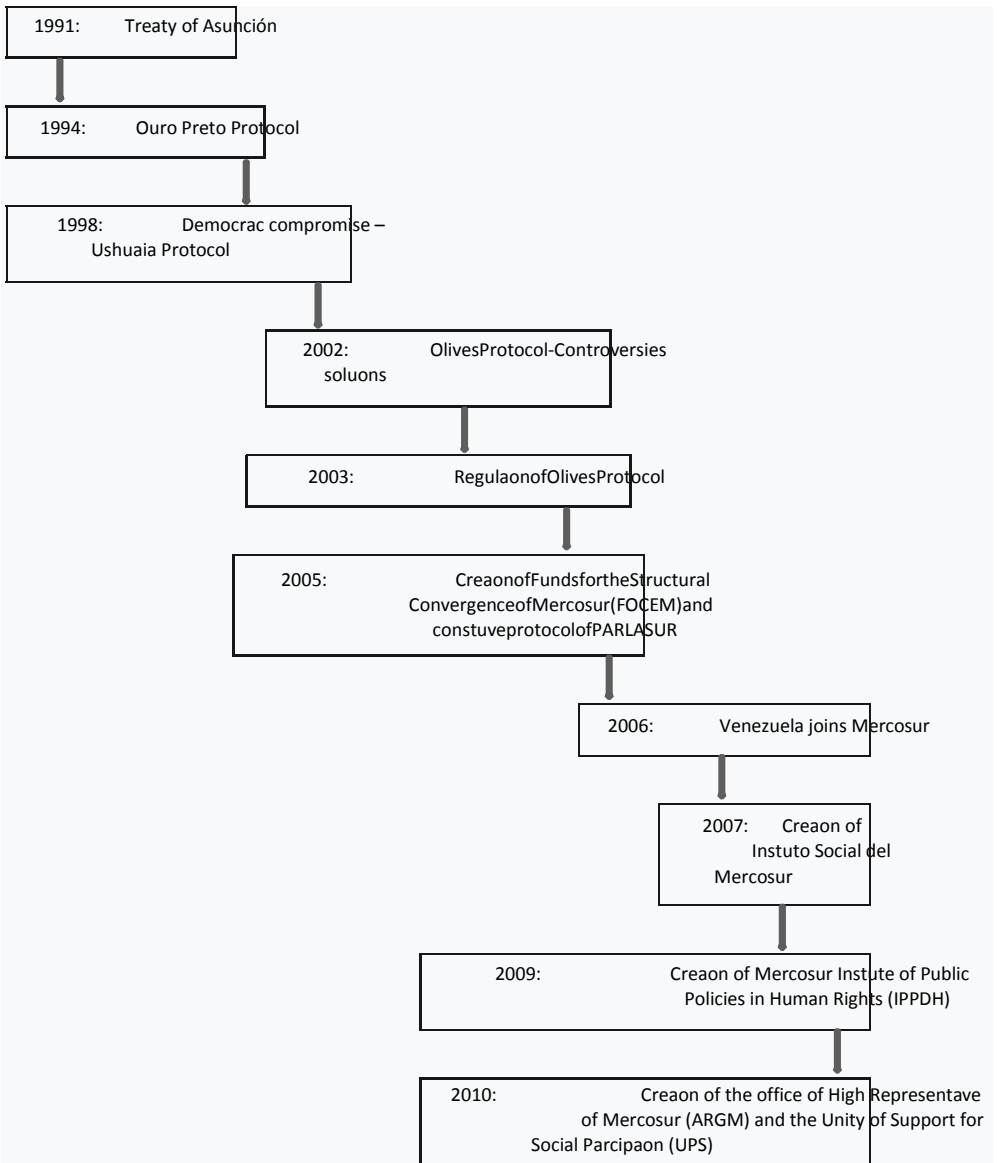 1991: Treaty of Asunción
1994: Ouro Preto Protocol
1998: Democrac compromise –
Ushuaia Protocol
2002: OlivesProtocol-Controversies
soluons
2003: RegulaonofOlivesProtocol
2005: CreaonofFundsfortheStructural
ConvergenceofMercosur(FOCEM)and
constuveprotocolofPARLASUR
2006: Venezuela joins Mercosur
2007: Creaon of
Instuto Social del
Mercosur
2009: Creaon of Mercosur Instute of Public
Policies in Human Rights (IPPDH)
2010: Creaon of the office of High Representave
of Mercosur (ARGM) and the Unity of Support for
Social Parcipaon (UPS)